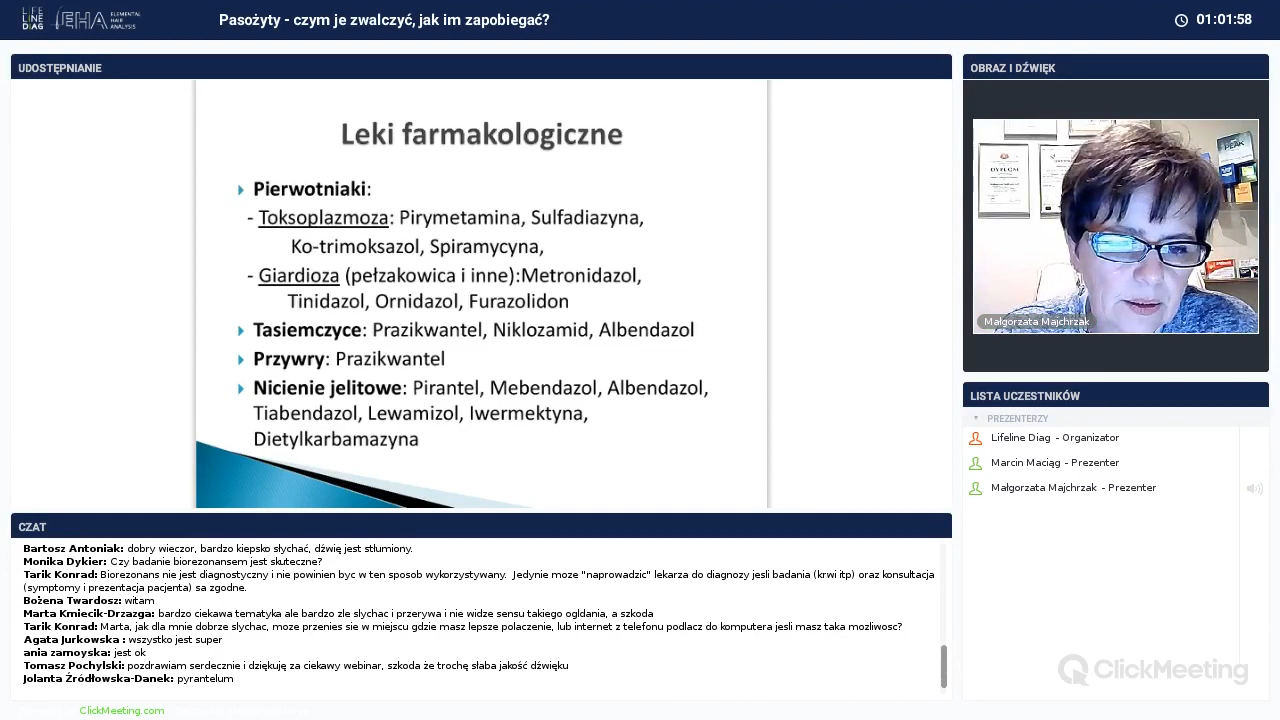 LIFE
LINE
DIAG
EHA
ELEMENTAL
HAIR
ANALYSIS
Pasożyty - czym je zwalczyć, jak im zapobiegać?
01:01:58
UDOSTĘPNIANIE
Leki farmakologiczne
Pierwotniaki:
- Toksoplazmoza: Pirymetamina, Sulfadiazyna,
Ko-trimoksazol, Spiramycyna,
- Giardioza (pełzakowica i inne):Metronidazol,
Tinidazol, Ornidazol, Furazolidon
Tasiemczyce: Prazikwantel, Niklozamid, Albendazol
Przywry: Prazikwantel
Nicienie jelitowe: Pirantel, Mebendazol, Albendazol,
Tiabendazol, Lewamizol, Iwermektyna,
Dietylkarbamazyna
OBRAZ I DŹWIĘK
DYPLOM
PEAK
Małgorzata Majchrzak
LISTA UCZESTNIKÓW
PREZENTERZY
Lifeline Diag - Organizator
Marcin Maciąg - Prezenter
Małgorzata Majchrzak - Prezenter
CZAT
Bartosz Antoniak: dobry wieczor, bardzo kiepsko słychać, dźwię jest stłumiony.
Monika Dykier: Czy badanie biorezonansem jest skuteczne?
Tarik Konrad: Biorezonans nie jest diagnostyczny i nie powinien byc w ten sposob wykorzystywany. Jedynie moze "naprowadzic" lekarza do diagnozy jesli badania (krwi itp) oraz konsultacja
(symptomy i prezentacja pacjenta) sa zgodne.
Bożena Twardosz: witam
Marta Kmiecik-Drzazga: bardzo ciekawa tematyka ale bardzo zle slychac i przerywa i nie widze sensu takiego ogldania, a szkoda
Tarik Konrad: Marta, jak dla mnie dobrze slychac, moze przenies sie w miejscu gdzie masz lepsze polaczenie, lub internet z telefonu podlacz do komputera jesli masz taka mozliwosc?
Agata Jurkowska : wszystko jest super
ania zamoyska: jest ok
Tomasz Pochylski: pozdrawiam serdecznie i dziękuję za ciekawy webinar, szkoda że trochę słaba jakość dźwięku
Jolanta Źródłowska-Danek: pyrantelum
ClickMeeting
ClickMeeting.com